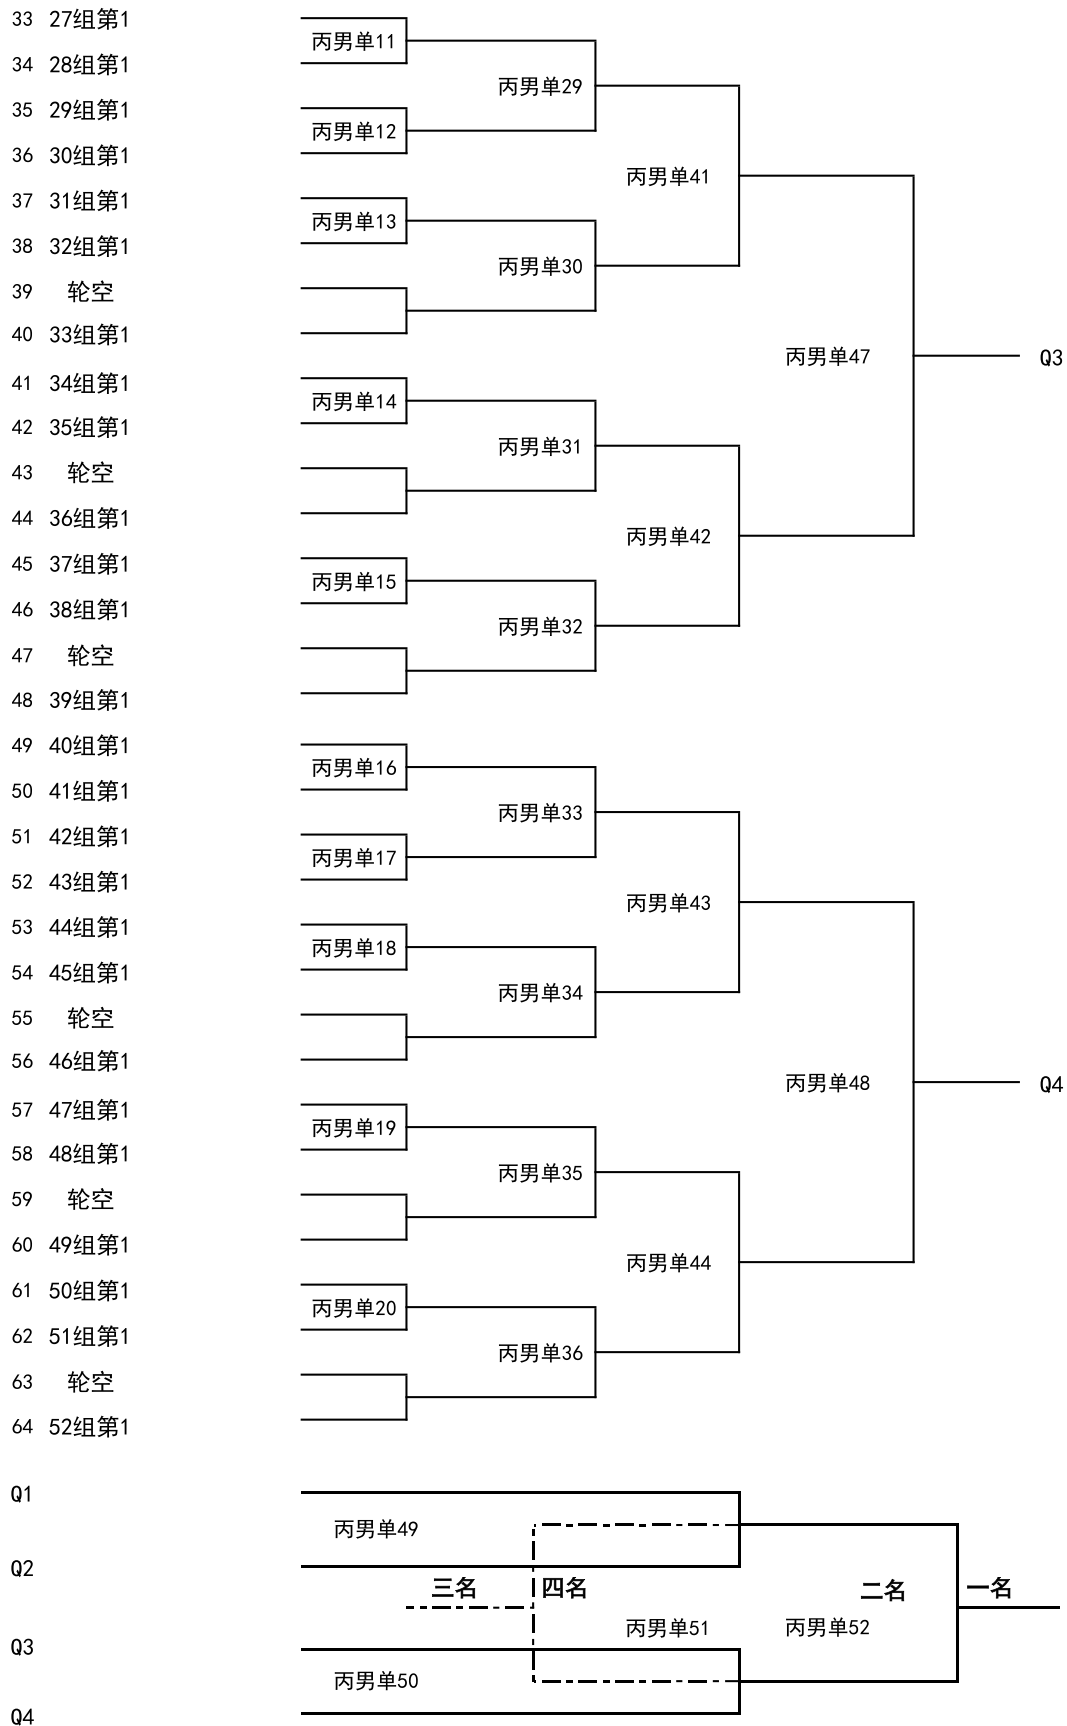 33 27组第1
丙男单11
34 28组第1
丙男单29
35 29组第1
丙男单12
36 30组第1
丙男单41
37 31组第1
丙男单13
38 32组第1
丙男单30
39 轮空
40 33组第1
丙男单47 Q3
41 34组第1
丙男单14
42 35组第1
丙男单31
43 轮空
44 36组第1
丙男单42
45 37组第1
丙男单15
46 38组第1
丙男单32
47 轮空
48 39组第1
49 40组第1
丙男单16
50 41组第1
丙男单33
51 42组第1
丙男单17
52 43组第1
丙男单43
53 44组第1
丙男单18
54 45组第1
丙男单34
55 轮空
56 46组第1
丙男单48 Q4
57 47组第1
丙男单19
58 48组第1
丙男单35
59 轮空
60 49组第1
丙男单44
61 50组第1
丙男单20
62 51组第1
丙男单36
63 轮空
64 52组第1
Q1
丙男单49
Q2
三名 四名 二名 一名
丙男单51 丙男单52
Q3
丙男单50
Q4